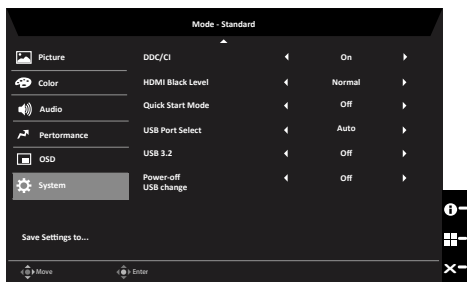 Mode - Standard
Picture
DDC/CI On
Color
HDMI Black Level Normal
Audio
Quick Start Mode Off
Pertormance
USB Port Select Auto
OSD
USB 3.2 Off
System
Power-off
USB change Off
Save Settings to...
Move Enter